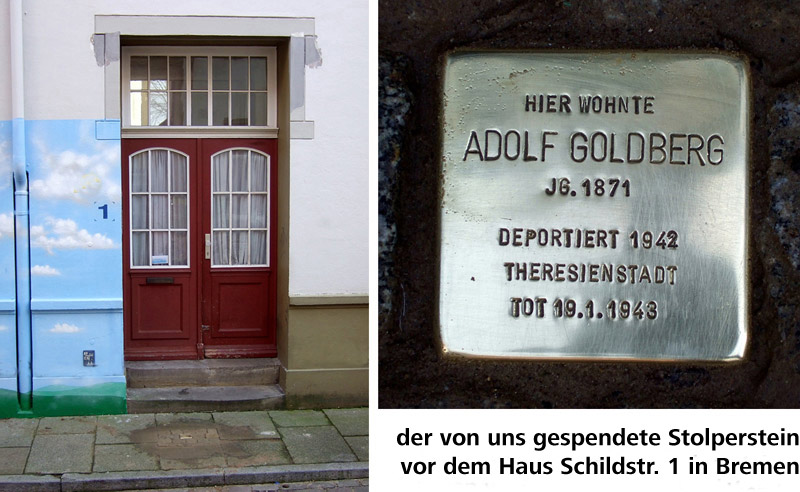 1
HIER WOHNTE
ADOLF GOLDBERG
JG. 1871
DEPORTIERT 1942
THERESIENSTADT
TOT 19.1.1943
der von uns gespendete Stolperstein
vor dem Haus Schildstr. 1 in Bremen